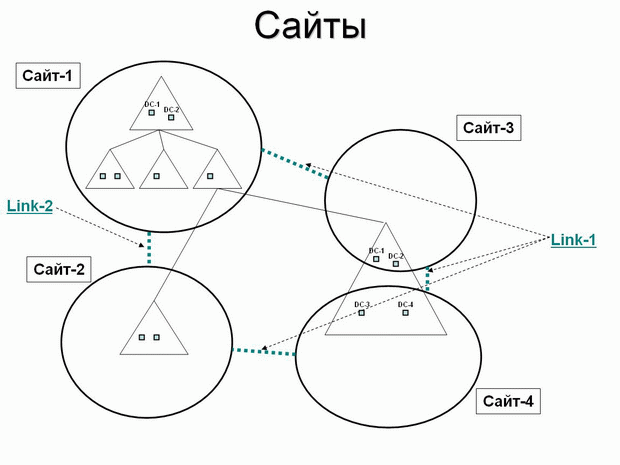 Сайты
Сайт-1
DC-1
DC-2
Сайт-3
Link-2
Link-1
DC-1
DC-2
Сайт-2
DC-3
DC-4
Сайт-4